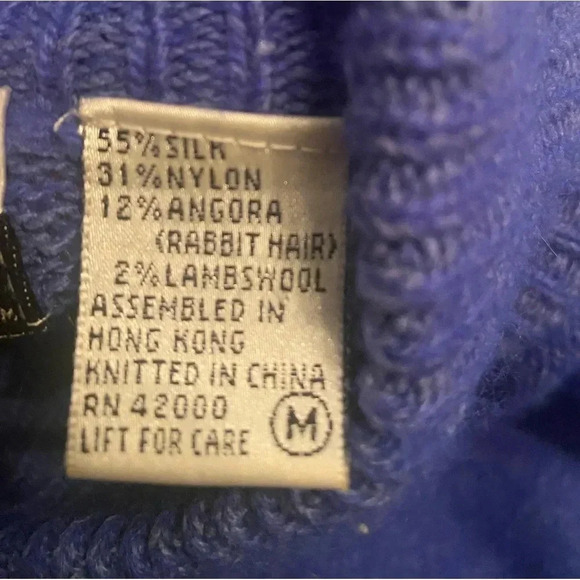 55% SILK
31% NYLON
12% ANGORA
(RABBIT HAIR)
2% LAMBSWOOL
ASSEMBLED IN
HONG KONG
KNITTED IN CHINA
RN 42000
LIFT FOR CARE M